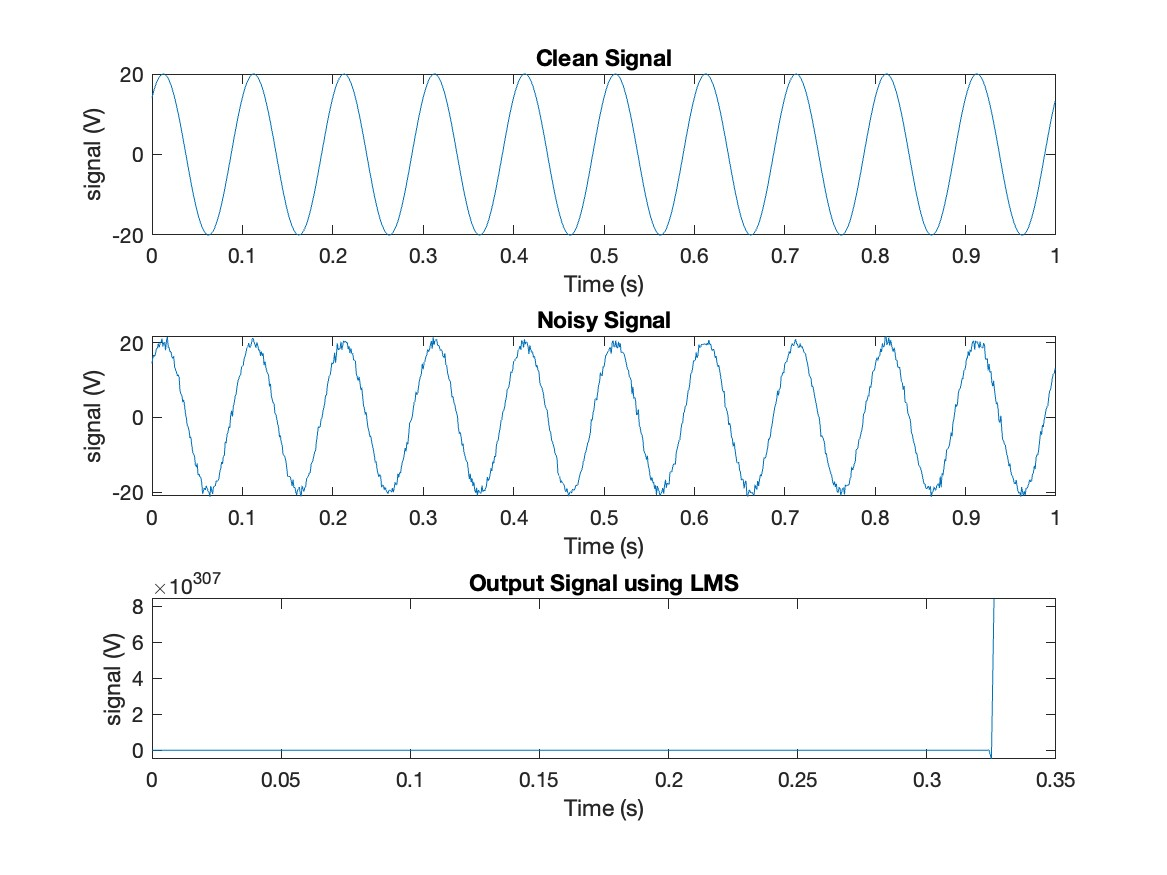 Clean Signal
20
0
-20
signal (V)
0 0.1 0.2 0.3 0.4 0.5 0.6 0.7 0.8 0.9 1
Time (s)
Noisy Signal
20
0
-20
signal (V)
0 0.1 0.2 0.3 0.4 0.5 0.6 0.7 0.8 0.9 1
Time (s)
×10^307
Output Signal using LMS
8
6
4
2
0
signal (V)
0 0.05 0.1 0.15 0.2 0.25 0.3 0.35
Time (s)